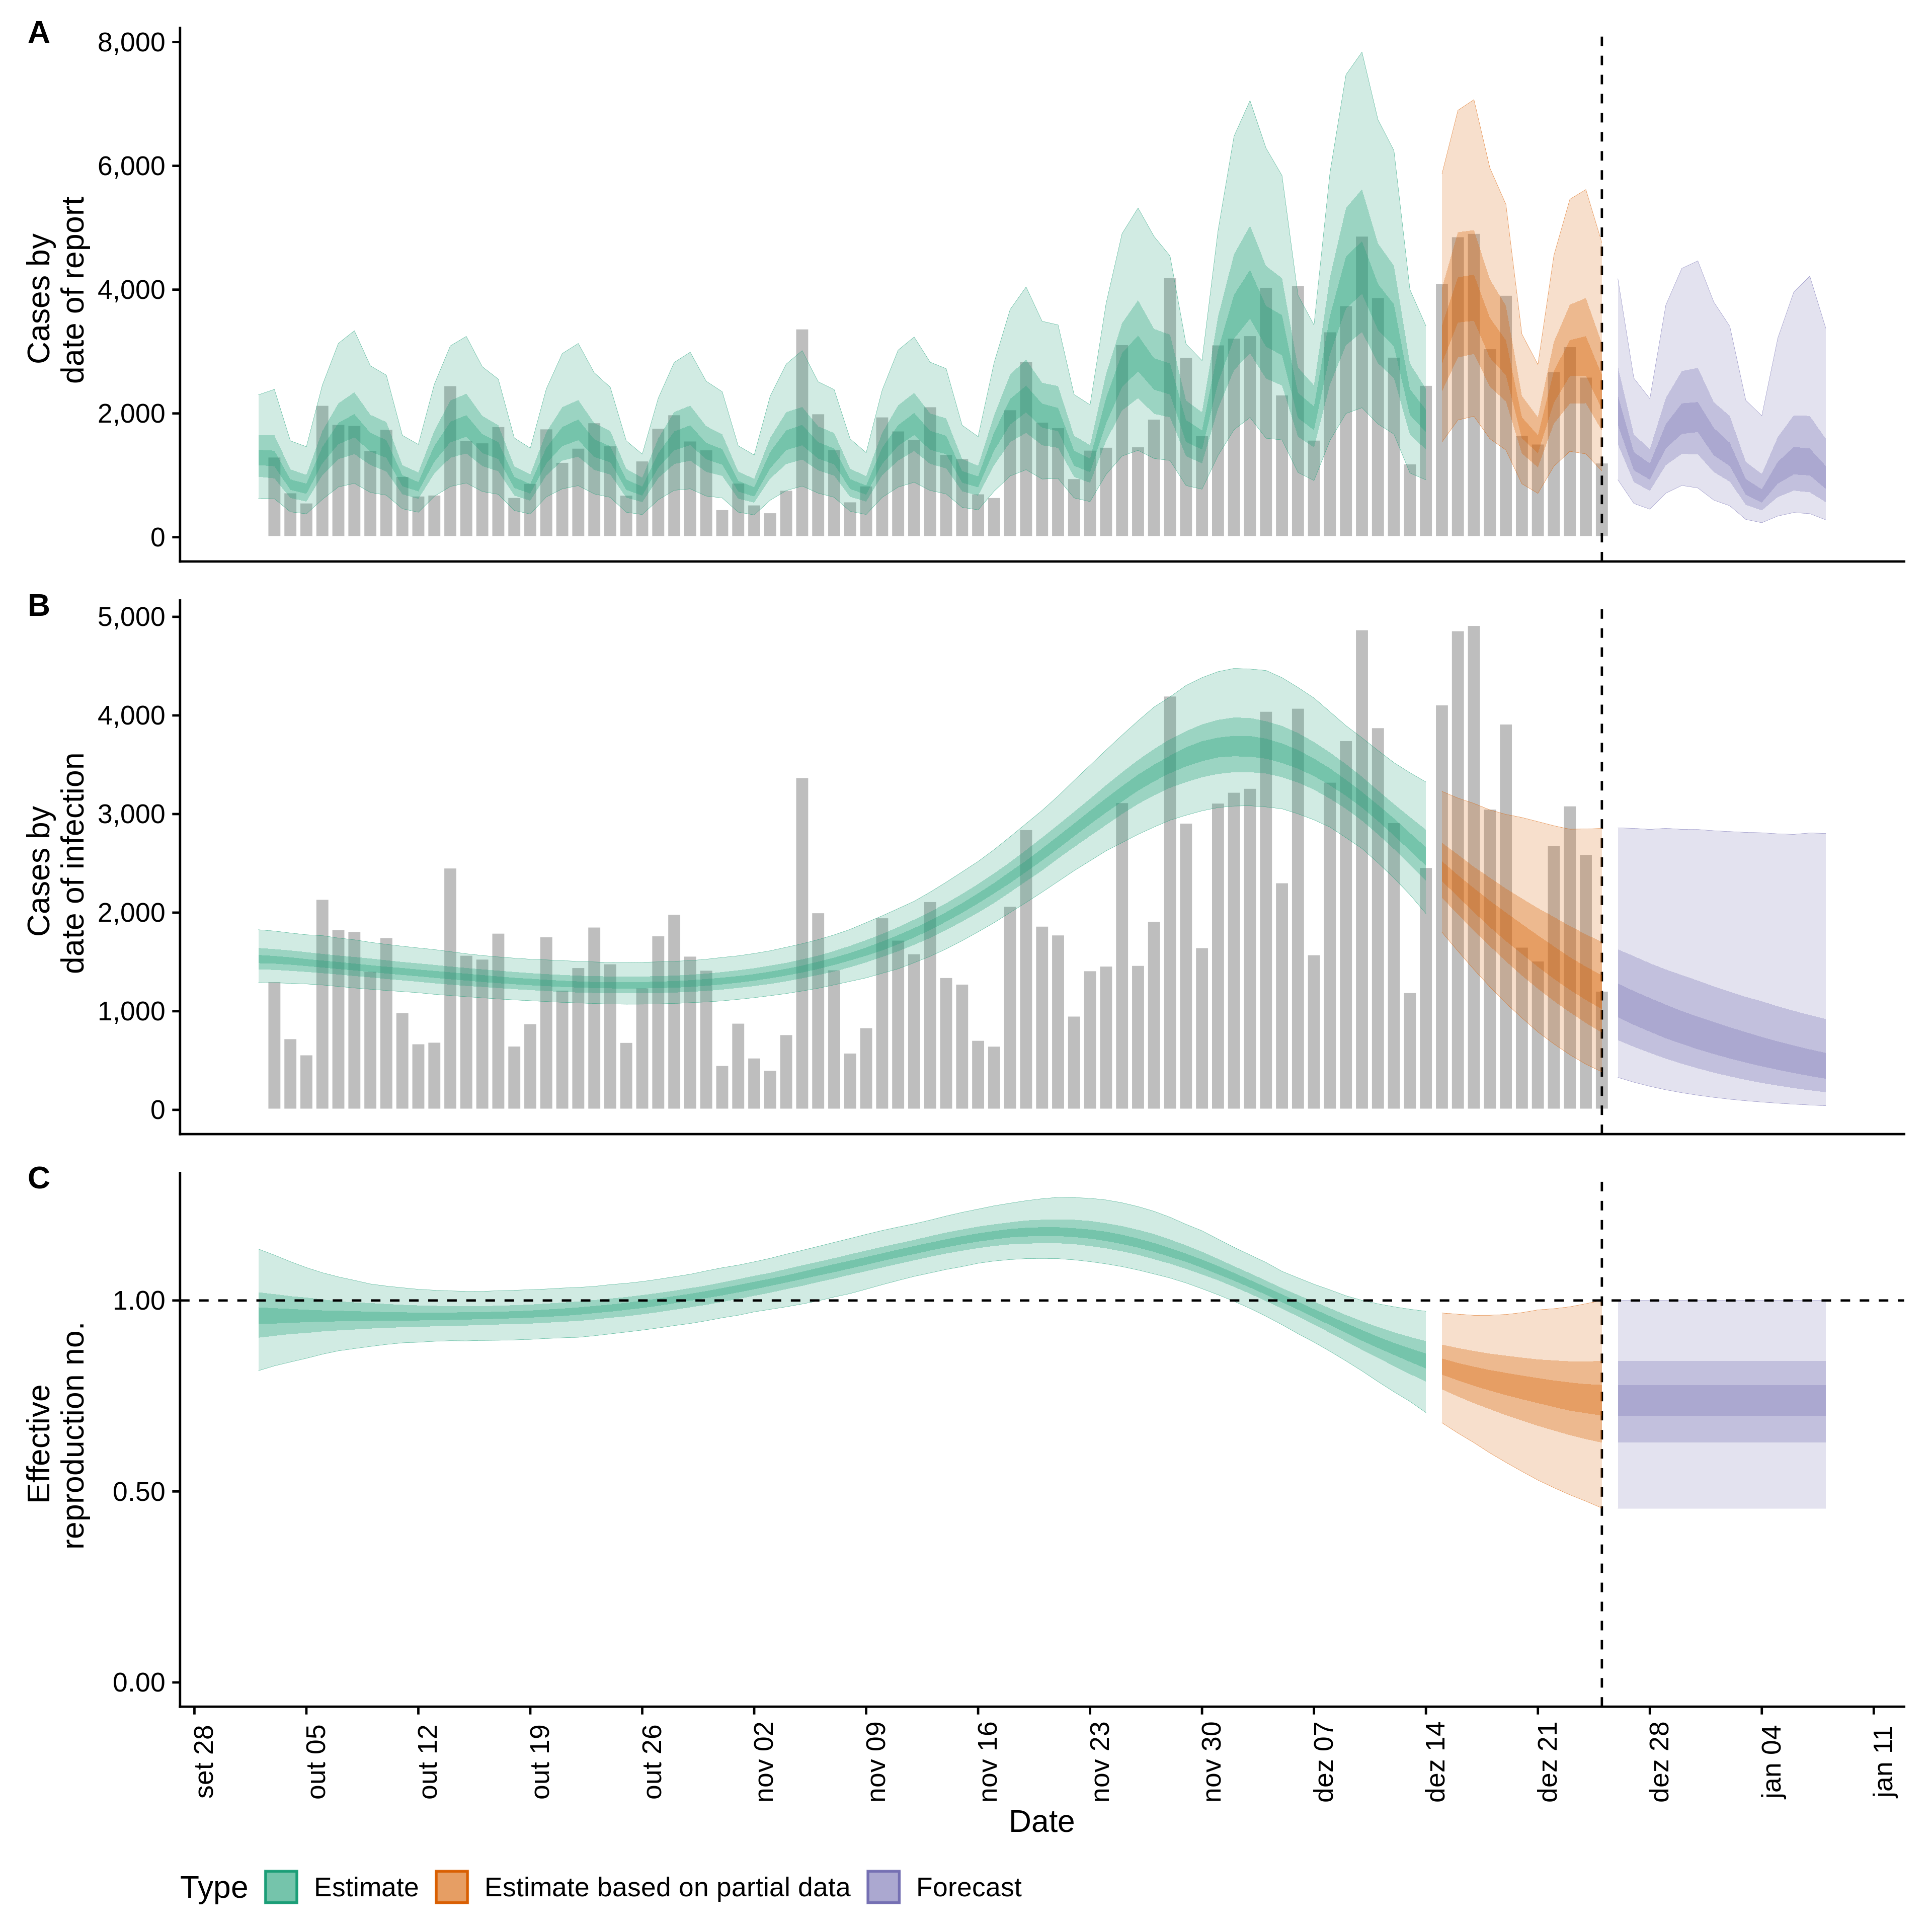 A
8,000
6,000
4,000
2,000
0
Cases by
date of report
B
5,000
4,000
3,000
2,000
1,000
0
Cases by
date of infection
C
1.00
0.50
0.00
Effective
reproduction no.
set 28
out 05
out 12
out 19
out 26
nov 02
nov 09
nov 16
nov 23
nov 30
dez 07
dez 14
dez 21
dez 28
jan 04
jan 11
Date
Type Estimate Estimate based on partial data Forecast